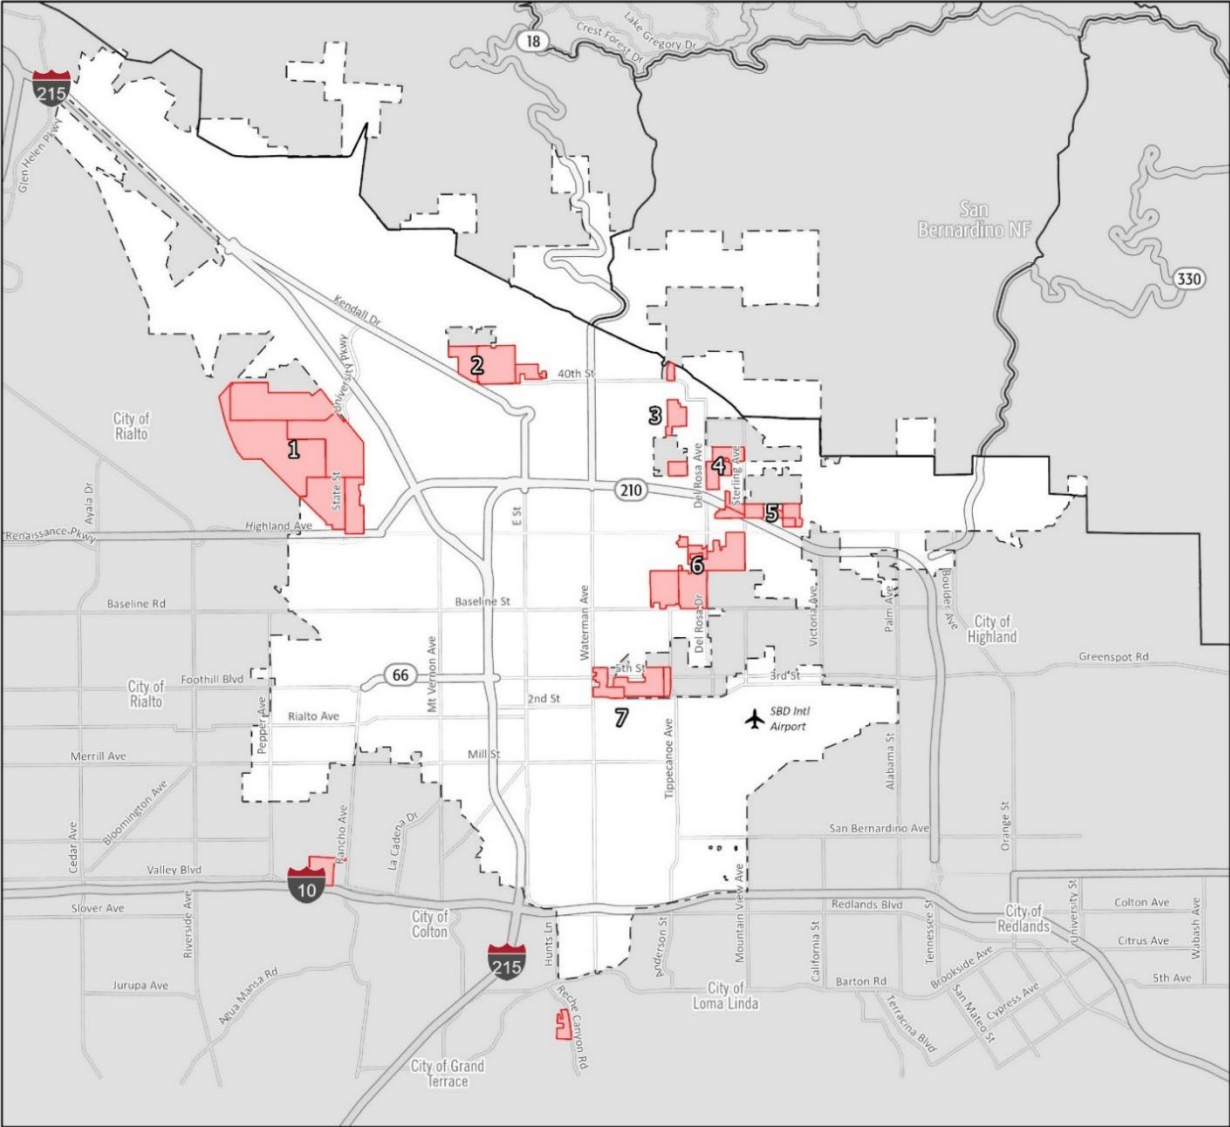 18
Lake Gregory Dr
Crest Forest Dr
215
Glen Helen Pkwy
San
Bernardino NF
330
Kendall Dr
University Pkwy
2
40th St
City of
Rialto
3
1
4
Del Rosa Ave
Sterling Ave
State St
210
Ayala Dr
5
E St
Highland Ave
Renaissance Pkwy
6
Baseline Rd
Baseline St
Waterman Ave
Del Rosa Dr
Victoria Ave
Palm Ave
Boulder Ave
City of
Highland
Greenspot Rd
Mt Vernon Ave
66
5th St
3rd St
Foothill Blvd
City of
Rialto
2nd St
7
Rialto Ave
Pepper Ave
SBD Intl
Airport
Merrill Ave
Mill St
Tippecanoe Ave
Alabama St
Bloomington Ave
Rancho Ave
La Cadena Dr
San Bernardino Ave
Orange St
Cedar Ave
Valley Blvd
10
Slover Ave
Riverside Ave
City of
Colton
Hunts Ln
Anderson St
Mountain View Ave
Redlands Blvd
California St
Tennessee St
City of
Redlands
University St
Colton Ave
Wabash Ave
Citrus Ave
215
5th Ave
Jurupa Ave
Agua Mansa Rd
City of
Loma Linda
Barton Rd
Brookside Ave
San Mateo St
Cypress Ave
Terracina Blvd
Reche Canyon Rd
City of Grand
Terrace